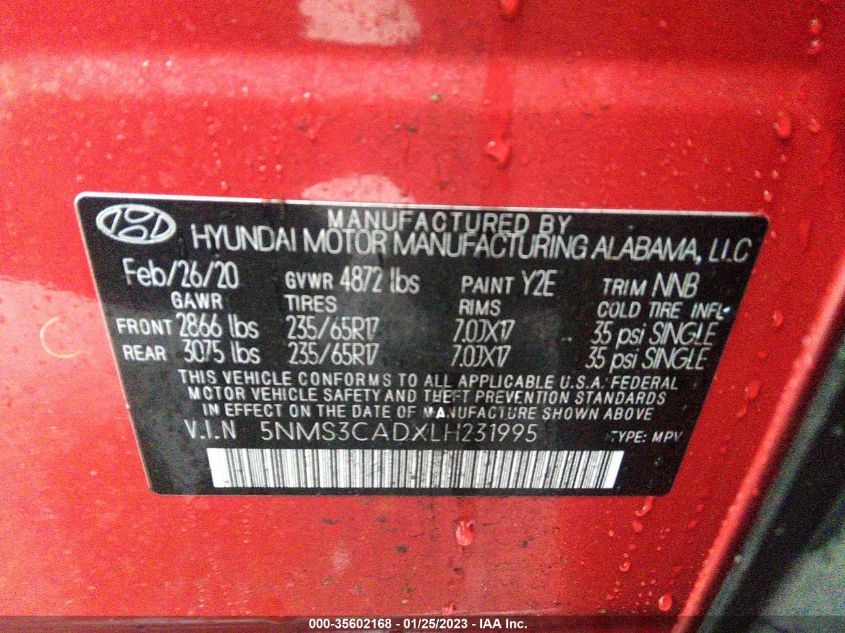 MANUFACTURED BY
HYUNDAI MOTOR MANUFACTURING ALABAMA, LLC
Feb/26/20 GVWR 4872 lbs PAINT Y2E TRIM NNB
GAWR TIRES RIMS COLD TIRE INFL
FRONT 2866 lbs 235/65R17 7.0JX17 35 psi SINGLE
REAR 3075 lbs 235/65R17 7.0JX17 35 psi SINGLE
THIS VEHICLE CONFORMS TO ALL APPLICABLE U.S.A. FEDERAL
MOTOR VEHICLE SAFETY AND THEFT PREVENTION STANDARDS
IN EFFECT ON THE DATE OF MANUFACTURE SHOWN ABOVE
V.I.N 5NMS3CADXLH231995 TYPE: MPV
000-35602168 - 01/25/2023 - IAA Inc.